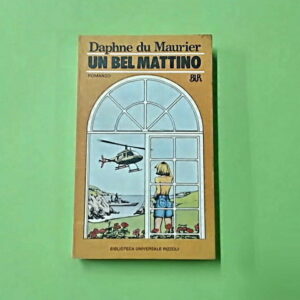 Daphne du Maurier
UN BEL MATTINO
ROMANZO
BUR
BIBLIOTECA UNIVERSALE RIZZOLI